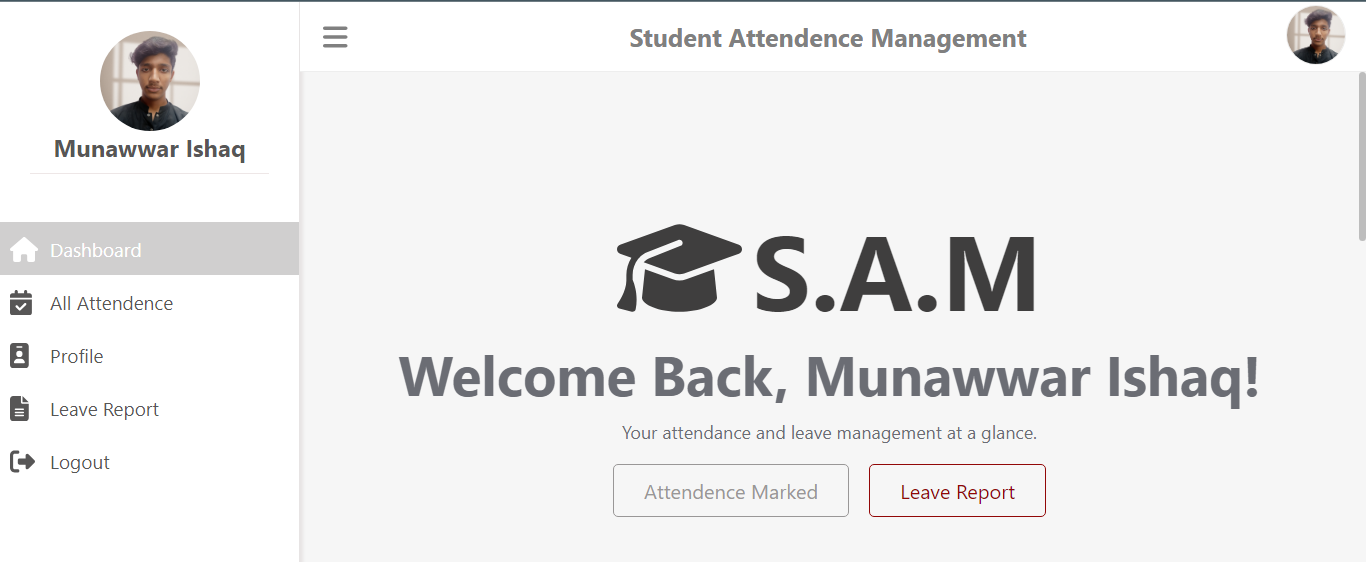 Munawwar Ishaq
Dashboard
All Attendence
Profile
Leave Report
Logout
Student Attendence Management
S.A.M
Welcome Back, Munawwar Ishaq!
Your attendance and leave management at a glance.
Attendence Marked
Leave Report